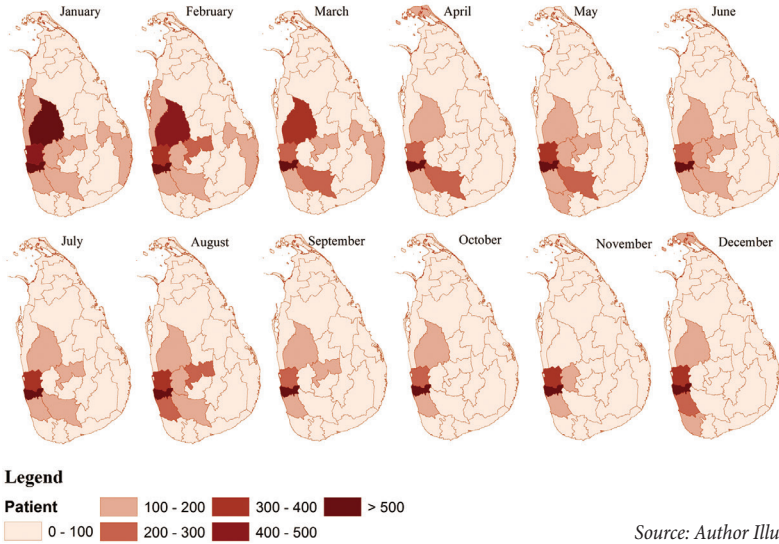 January February March April May June
July August September October November December
Legend
Patient
100 - 200 300 - 400 > 500
0 - 100 200 - 300 400 - 500
Source: Author Illu